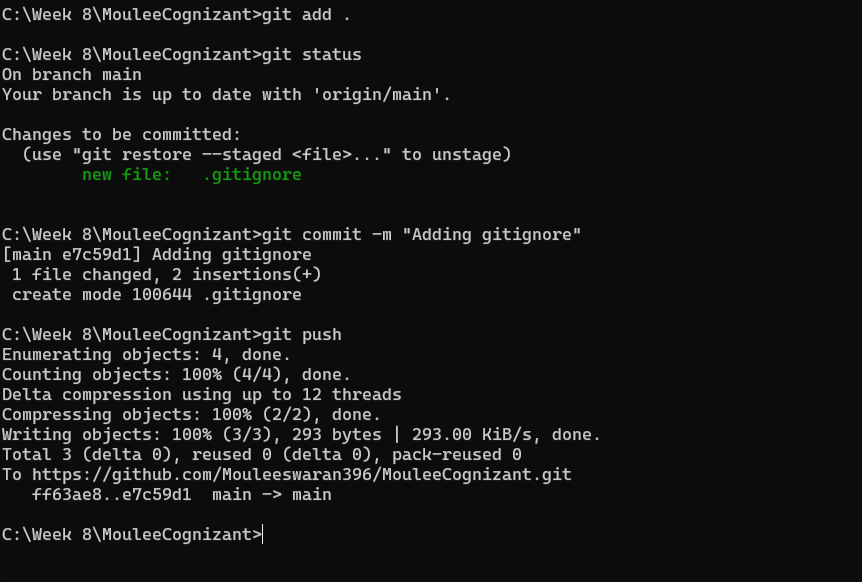 C:\Week 8\MouleeCognizant>git add .
C:\Week 8\MouleeCognizant>git status
On branch main
Your branch is up to date with 'origin/main'.
Changes to be committed:
  (use "git restore --staged <file>..." to unstage)
        new file:   .gitignore
C:\Week 8\MouleeCognizant>git commit -m "Adding gitignore"
[main e7c59d1] Adding gitignore
 1 file changed, 2 insertions(+)
 create mode 100644 .gitignore
C:\Week 8\MouleeCognizant>git push
Enumerating objects: 4, done.
Counting objects: 100% (4/4), done.
Delta compression using up to 12 threads
Compressing objects: 100% (2/2), done.
Writing objects: 100% (3/3), 293 bytes | 293.00 KiB/s, done.
Total 3 (delta 0), reused 0 (delta 0), pack-reused 0
To https://github.com/Mouleeswaran396/MouleeCognizant.git
   ff63ae8..e7c59d1  main -> main
C:\Week 8\MouleeCognizant>